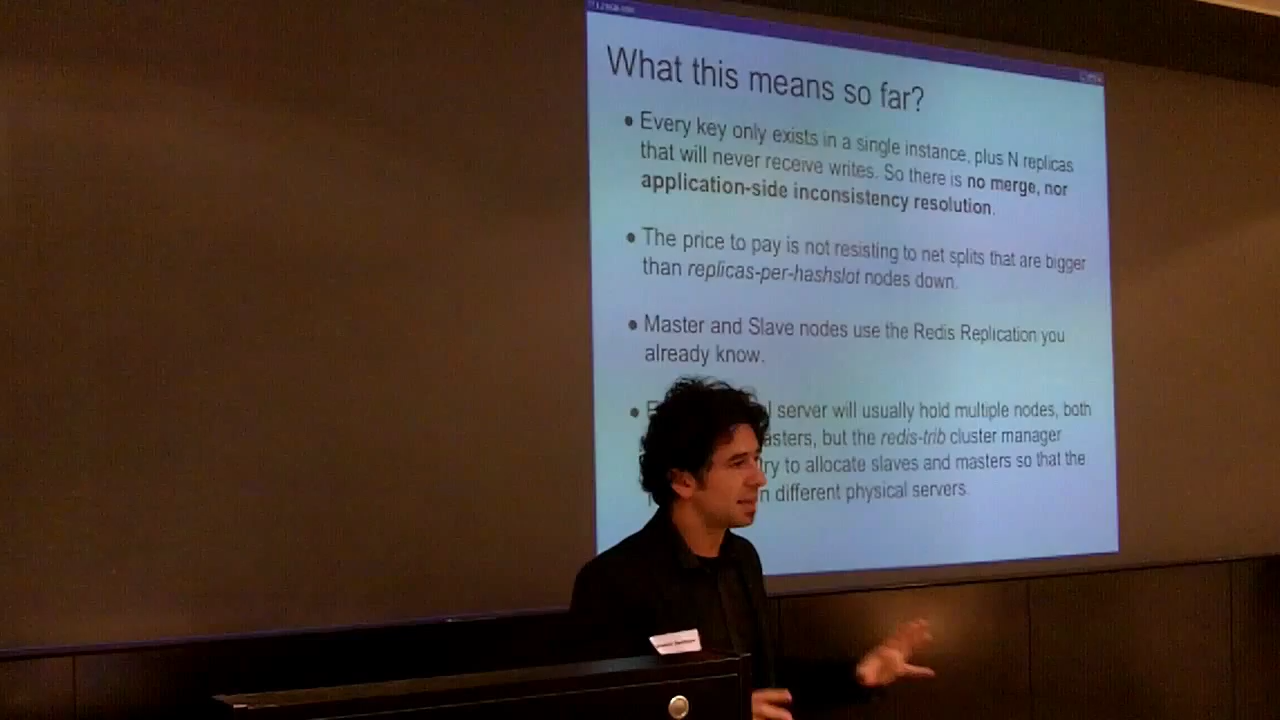 What this means so far?
• Every key only exists in a single instance, plus N replicas
that will never receive writes. So there is no merge, nor
application-side inconsistency resolution.
• The price to pay is not resisting to net splits that are bigger
than replicas-per-hashslot nodes down.
• Master and Slave nodes use the Redis Replication you
already know.
• server will usually hold multiple nodes, both
asters, but the redis-trib cluster manager
try to allocate slaves and masters so that the
n different physical servers.